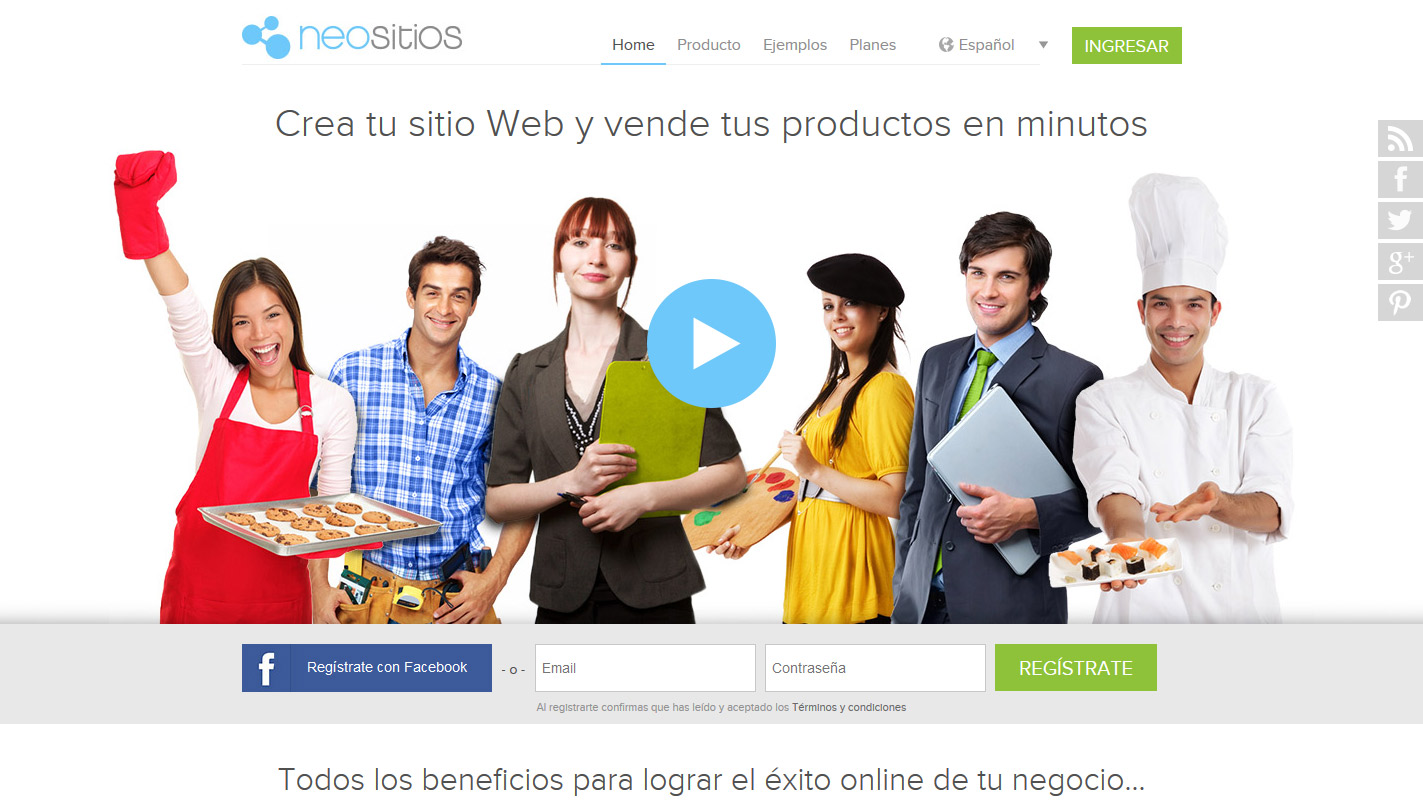 neositios
Home Producto Ejemplos Planes Español INGRESAR
Crea tu sitio Web y vende tus productos en minutos
f
g+
f Regístrate con Facebook - o - Email Contraseña REGÍSTRATE
Al registrarte confirmas que has leído y aceptado los Términos y condiciones
Todos los beneficios para lograr el éxito online de tu negocio...